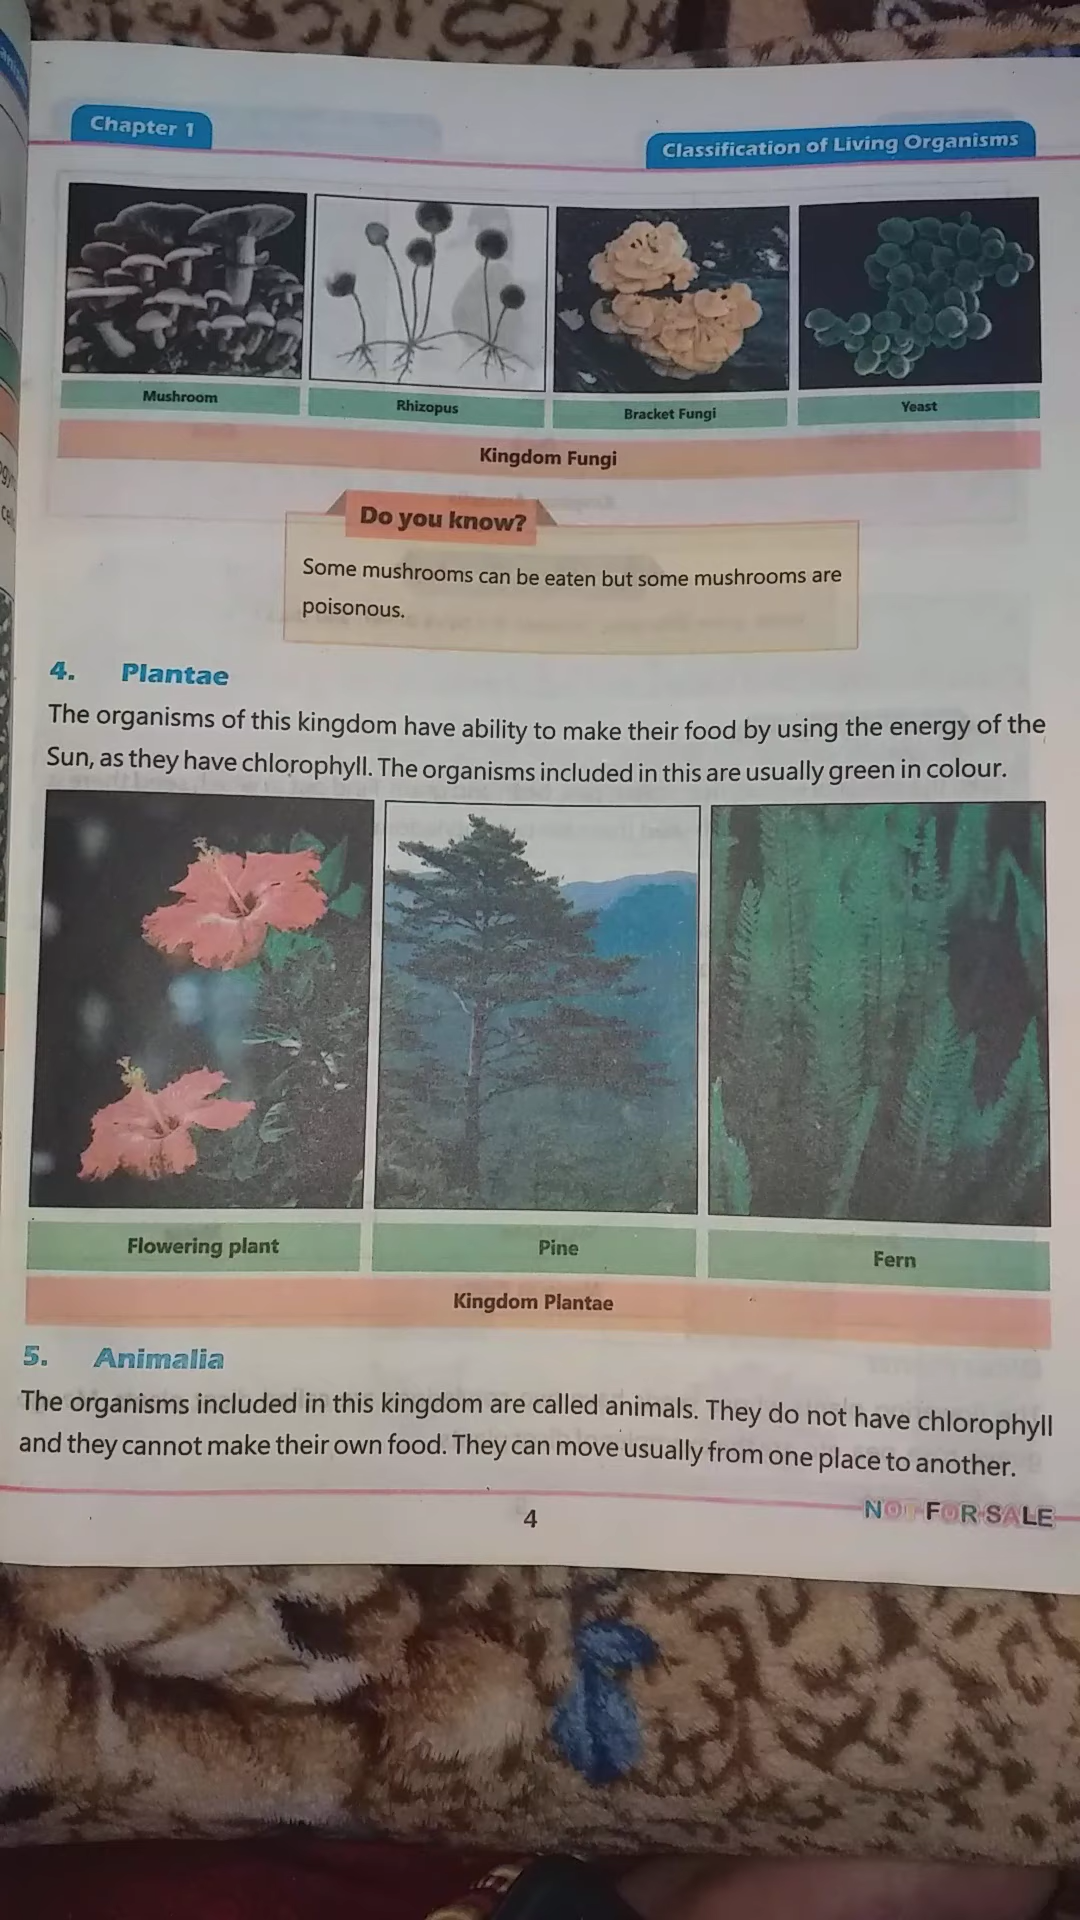 Chapter 1
Classification of Living Organisms
Mushroom
Rhizopus
Bracket Fungi
Yeast
Kingdom Fungi
Do you know?
Some mushrooms can be eaten but some mushrooms are
poisonous.
4. Plantae
The organisms of this kingdom have ability to make their food by using the energy of the
Sun, as they have chlorophyll. The organisms included in this are usually green in colour.
Flowering plant
Pine
Fern
Kingdom Plantae
5. Animalia
The organisms included in this kingdom are called animals. They do not have chlorophyll
and they cannot make their own food. They can move usually from one place to another.
4
NOT FOR SALE